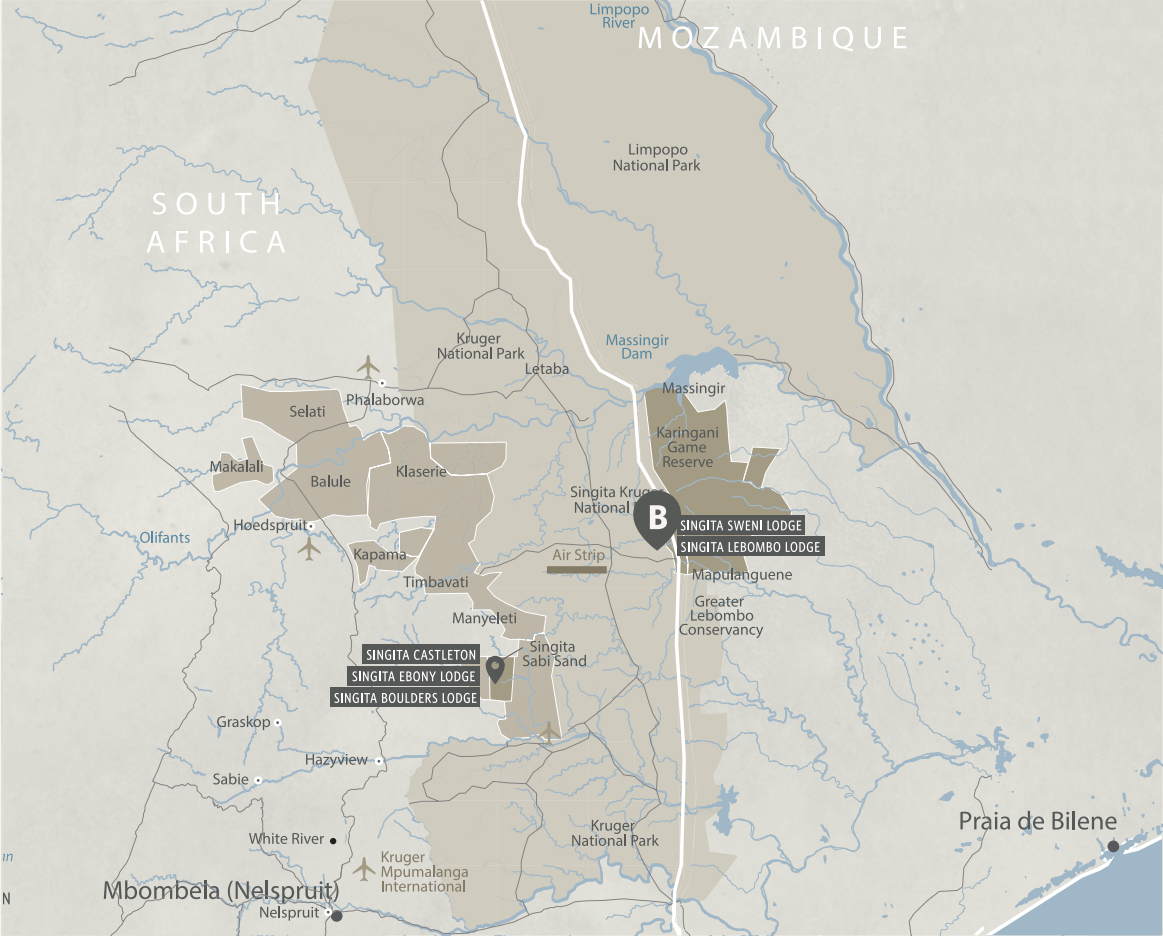 Limpopo
River
MOZAMBIQUE
Limpopo
National Park
SOUTH
AFRICA
Kruger
National Park
Massingir
Dam
Letaba
Massingir
Phalaborwa
Selati
Karingani
Game
Reserve
Makalali
Balule
Klaserie
Singita Kruger
National
B
SINGITA SWENI LODGE
SINGITA LEBOMBO LODGE
Hoedspruit
Olifants
Kapama
Air Strip
Timbavati
Mapulanguene
Greater
Lebombo
Conservancy
Manyeleti
Singita
Sabi Sand
SINGITA CASTLETON
SINGITA EBONY LODGE
SINGITA BOULDERS LODGE
Graskop
Hazyview
Sabie
White River
Kruger
National Park
Praia de Bilene
Kruger
Mpumalanga
International
Mbombela (Nelspruit)
Nelspruit
N